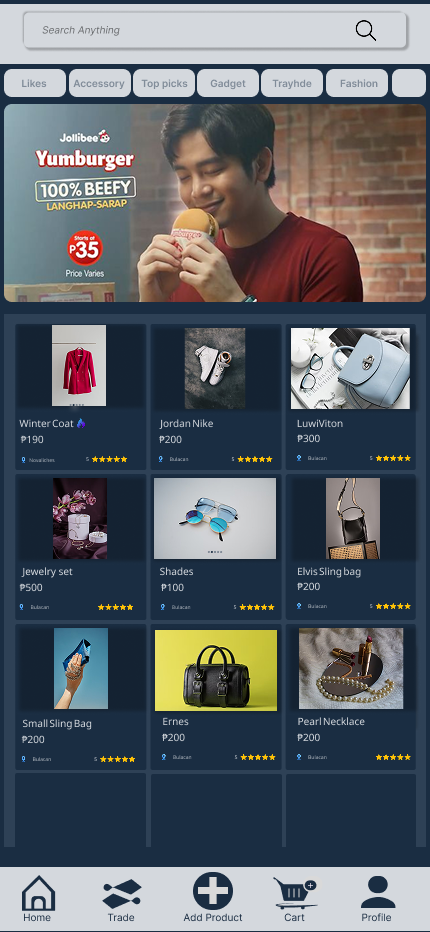 Search Anything
Likes
Accessory
Top picks
Gadget
Trayhde
Fashion
Jollibee
Yumburger
100% BEEFY
LANGHAP-SARAP
Starts at
₱35
Price Varies
Winter Coat
₱190
Novaliches
5
Jordan Nike
₱200
Bulacan
5
LuwiViton
₱300
Bulacan
5
Jewelry set
₱500
Bulacan
Shades
₱100
Bulacan
5
Elvis Sling bag
₱200
Bulacan
5
Small Sling Bag
₱200
Bulacan
5
Ernes
₱200
Bulacan
5
Pearl Necklace
₱200
Bulacan
Home
Trade
Add Product
Cart
Profile